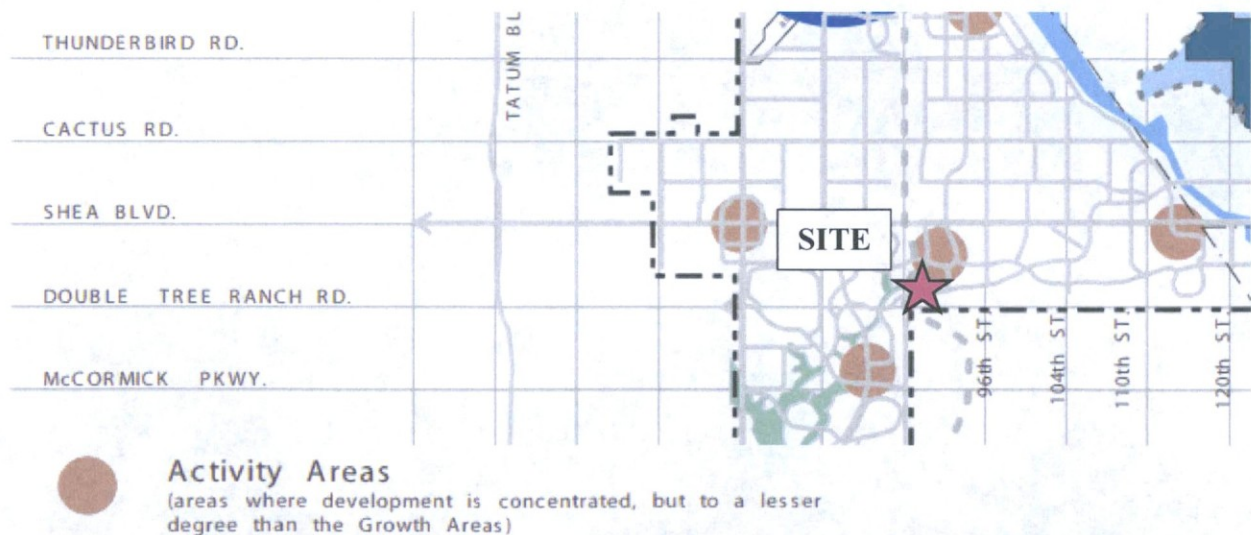 THUNDERBIRD RD.
TATUM BL
CACTUS RD.
SHEA BLVD.
SITE
DOUBLE TREE RANCH RD.
McCORMICK PKWY.
96th ST.
104th ST.
110th ST.
120th ST.
Activity Areas
(areas where development is concentrated, but to a lesser
degree than the Growth Areas)